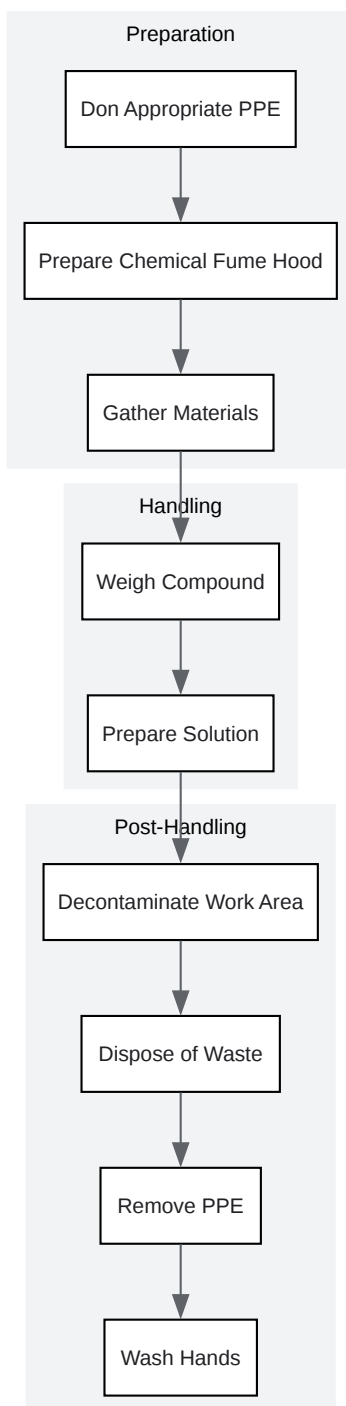 Preparation
Don Appropriate PPE
Prepare Chemical Fume Hood
Gather Materials
Handling
Weigh Compound
Prepare Solution
Post-Handling
Decontaminate Work Area
Dispose of Waste
Remove PPE
Wash Hands